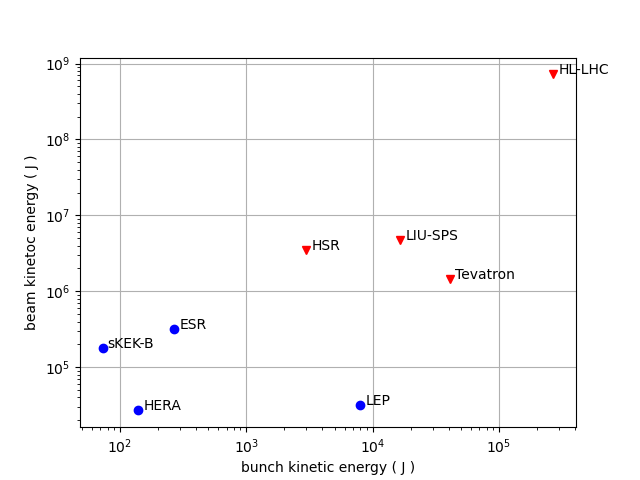 10⁹
HL-LHC
10⁸
10⁷
LIU-SPS
HSR
Tevatron
10⁶
ESR
sKEK-B
10⁵
LEP
HERA
beam kinetoc energy ( J )
10² 10³ 10⁴ 10⁵
bunch kinetic energy ( J )